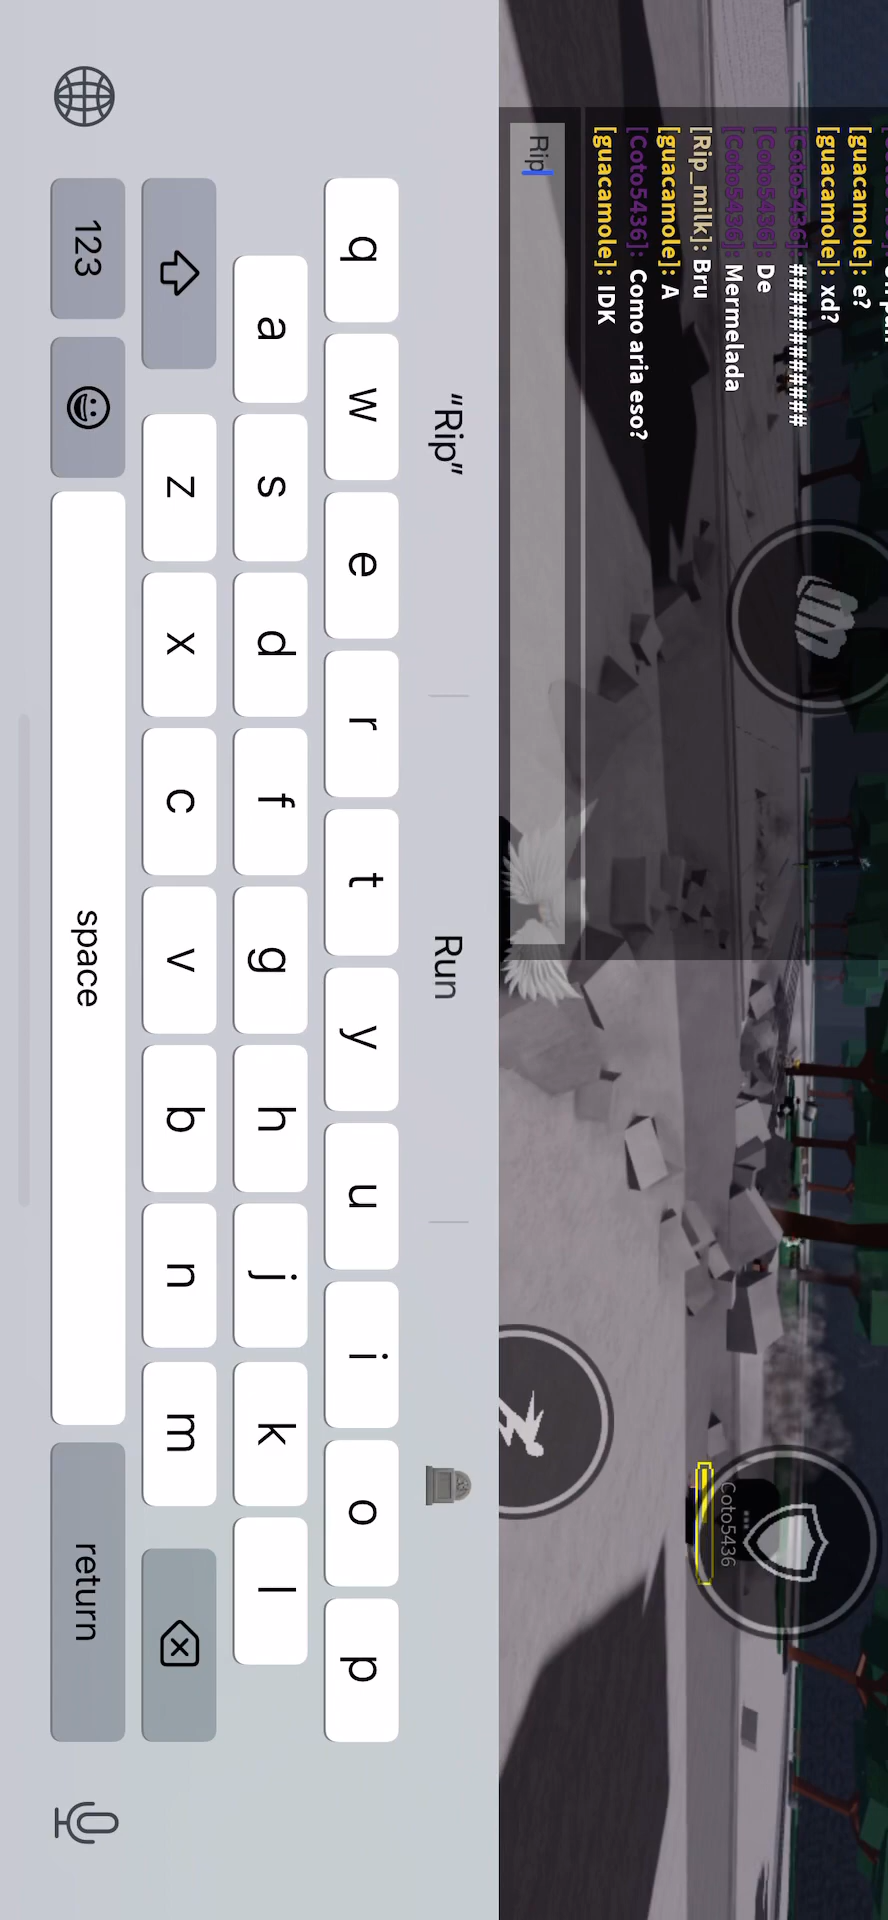 [guacamole]: e?
[guacamole]: xd?
[Coto5436]: #############
[Coto5436]: De
[Coto5436]: Mermelada
[Rip_milk]: Bru
[guacamole]: A
[Coto5436]: Como aria eso?
[guacamole]: IDK
Rip
Coto5436
“Rip”
Run
q w e r t y u i o p
a s d f g h j k l
z x c v b n m
123
space
return